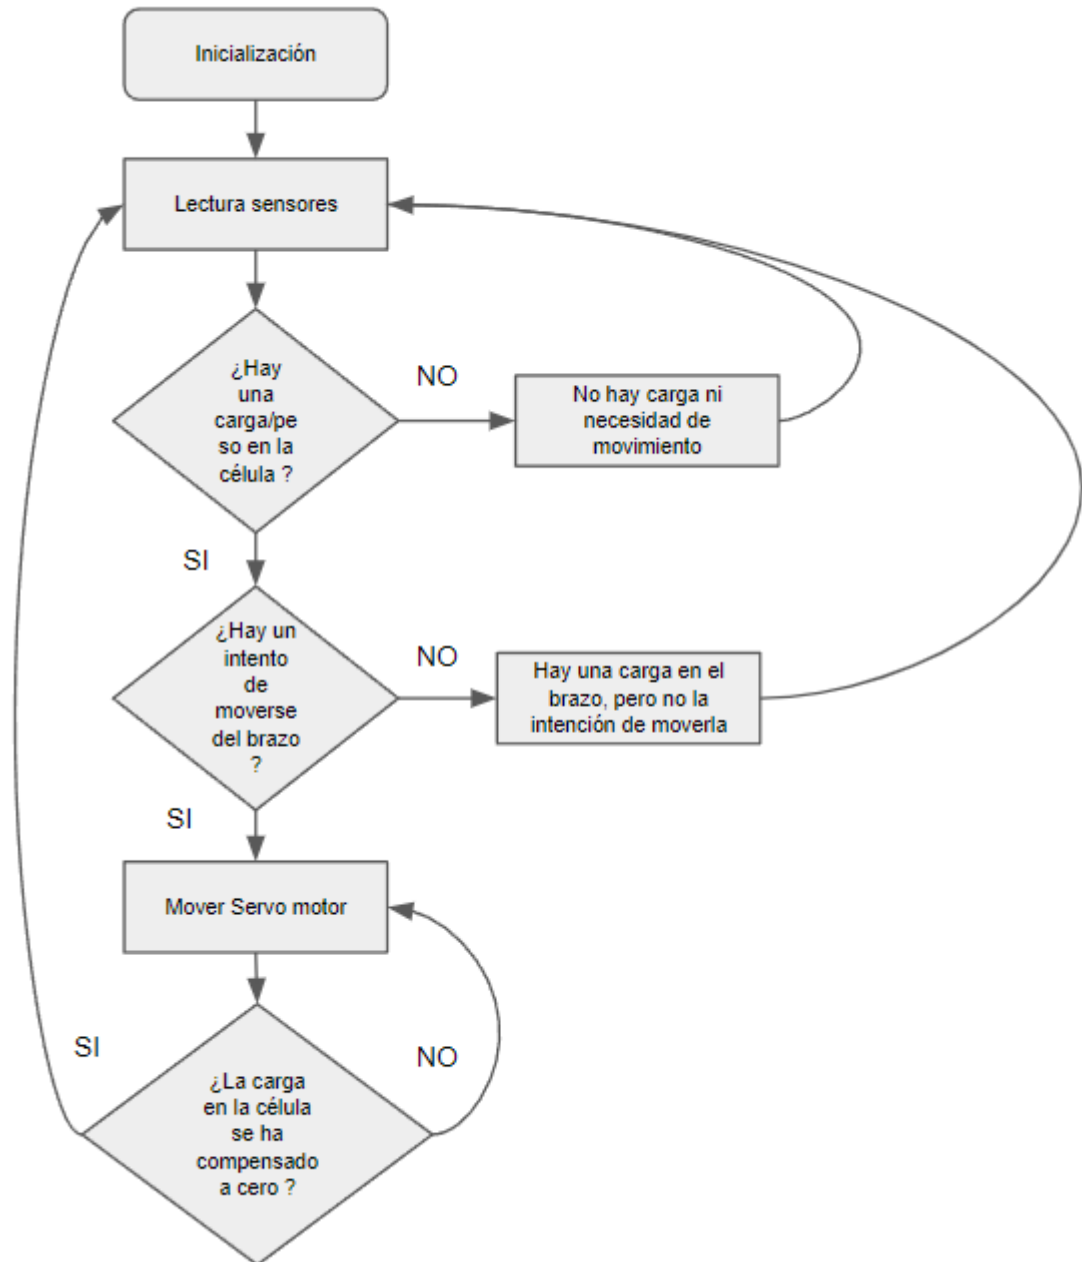 Inicialización
Lectura sensores
¿Hay
una
carga/pe
so en la
célula ?
NO
No hay carga ni
necesidad de
movimiento
SI
¿Hay un
intento
de
moverse
del brazo
?
NO
Hay una carga en el
brazo, pero no la
intención de moverla
SI
Mover Servo motor
SI
¿La carga
en la célula
se ha
compensado
a cero ?
NO